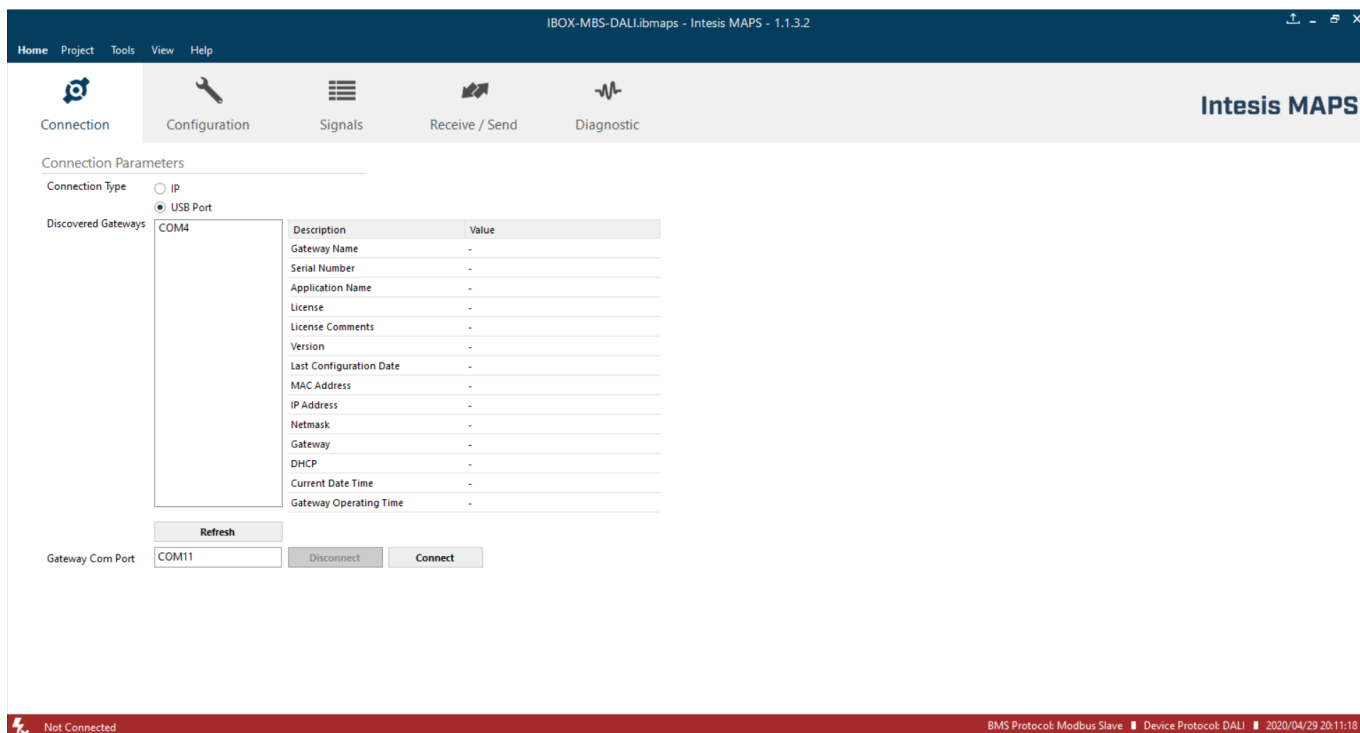 IBOX-MBS-DALI.ibmaps - Intesis MAPS - 1.1.3.2
Home Project Tools View Help
Connection Configuration Signals Receive / Send Diagnostic
Intesis MAPS
Connection Parameters
Connection Type IP
USB Port
Discovered Gateways COM4
Description Value
Gateway Name -
Serial Number -
Application Name -
License -
License Comments -
Version -
Last Configuration Date -
MAC Address -
IP Address -
Netmask -
Gateway -
DHCP -
Current Date Time -
Gateway Operating Time -
Refresh
Gateway Com Port COM11 Disconnect Connect
Not Connected BMS Protocol: Modbus Slave Device Protocol: DALI 2020/04/29 20:11:18